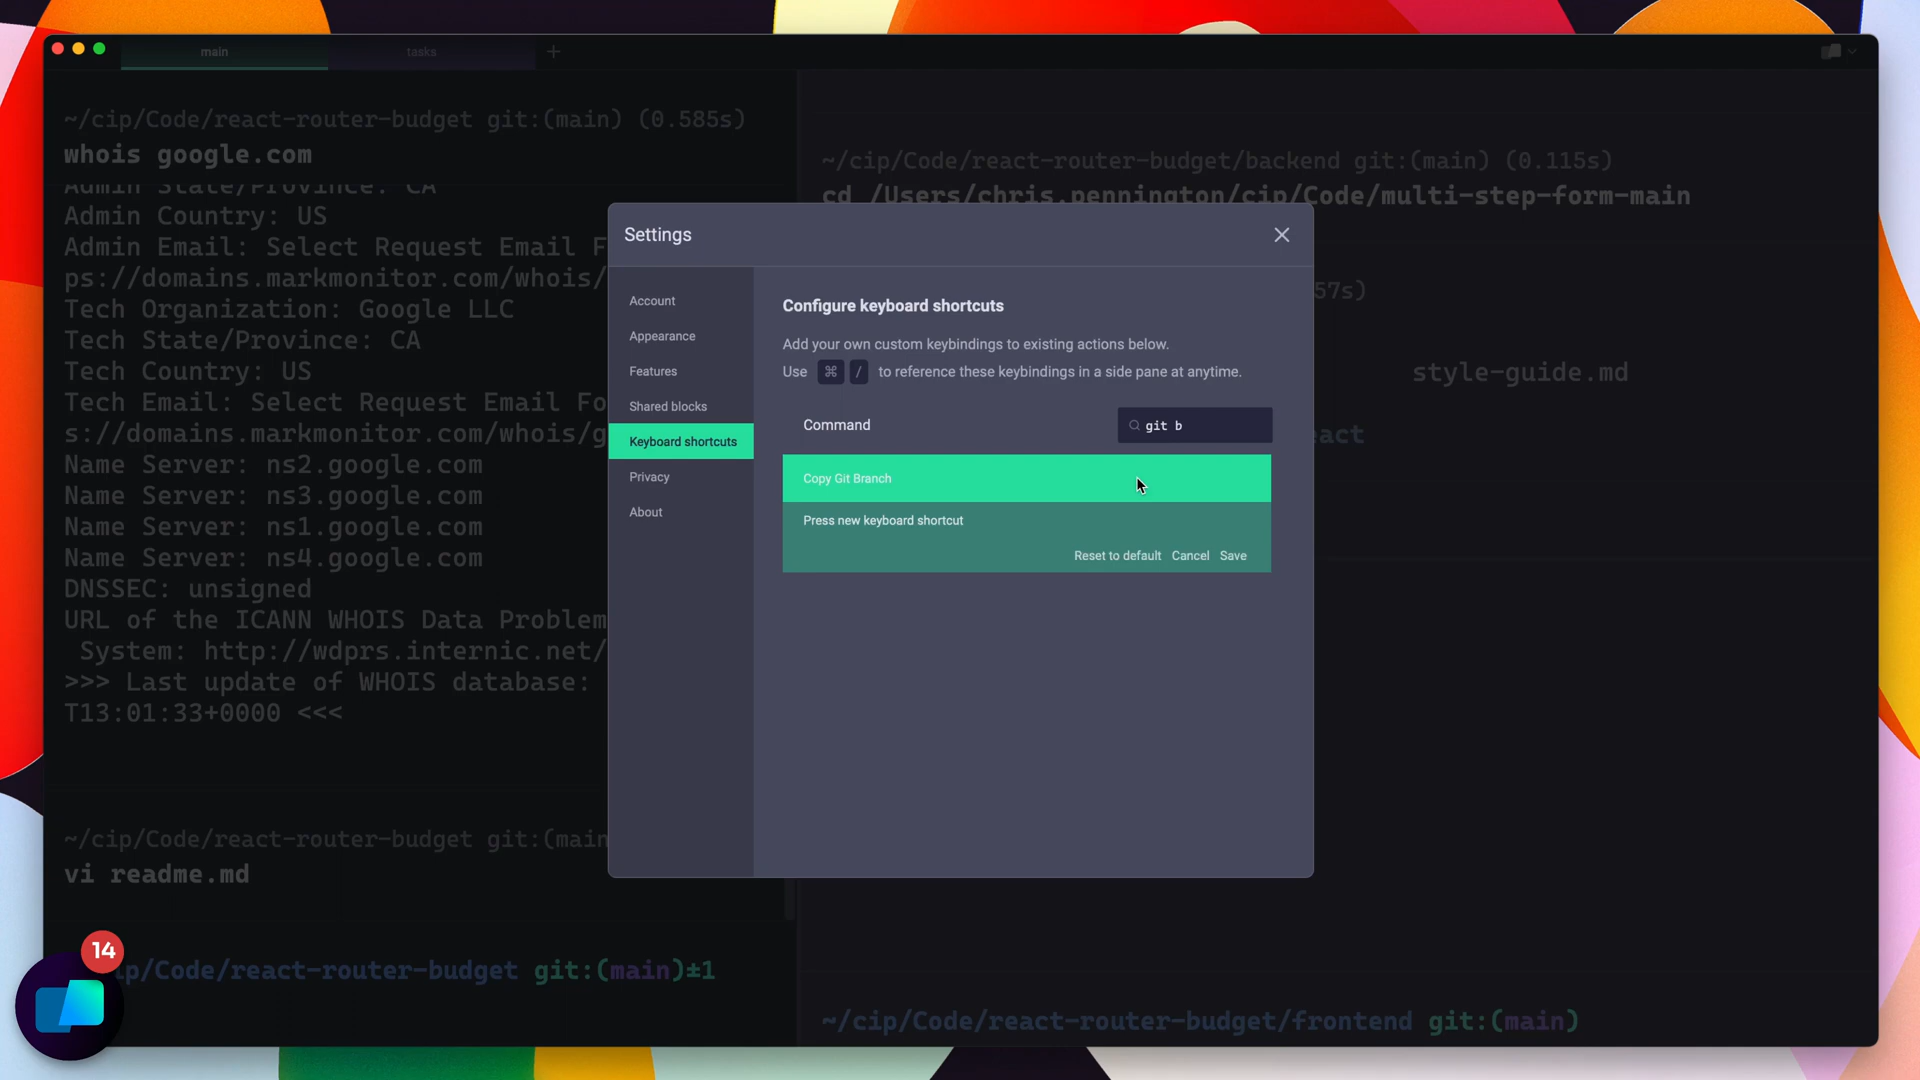 main
tasks
~/cip/Code/react-router-budget git:(main) (0.585s)
whois google.com
Admin State/Province: CA
Admin Country: US
Admin Email: Select Request Email F
ps://domains.markmonitor.com/whois/
Tech Organization: Google LLC
Tech State/Province: CA
Tech Country: US
Tech Email: Select Request Email Fo
s://domains.markmonitor.com/whois/g
Name Server: ns2.google.com
Name Server: ns3.google.com
Name Server: ns1.google.com
Name Server: ns4.google.com
DNSSEC: unsigned
URL of the ICANN WHOIS Data Problem
System: http://wdprs.internic.net/
>>> Last update of WHOIS database:
T13:01:33+0000 <<<
~/cip/Code/react-router-budget git:(main
vi readme.md
14
ip/Code/react-router-budget git:(main)±1
~/cip/Code/react-router-budget/backend git:(main) (0.115s)
cd /Users/chris.pennington/cip/Code/multi-step-form-main
57s)
style-guide.md
eact
~/cip/Code/react-router-budget/frontend git:(main)
Settings
Account
Appearance
Features
Shared blocks
Keyboard shortcuts
Privacy
About
Configure keyboard shortcuts
Add your own custom keybindings to existing actions below.
Use ⌘ / to reference these keybindings in a side pane at anytime.
Command
git b
Copy Git Branch
Press new keyboard shortcut
Reset to default Cancel Save